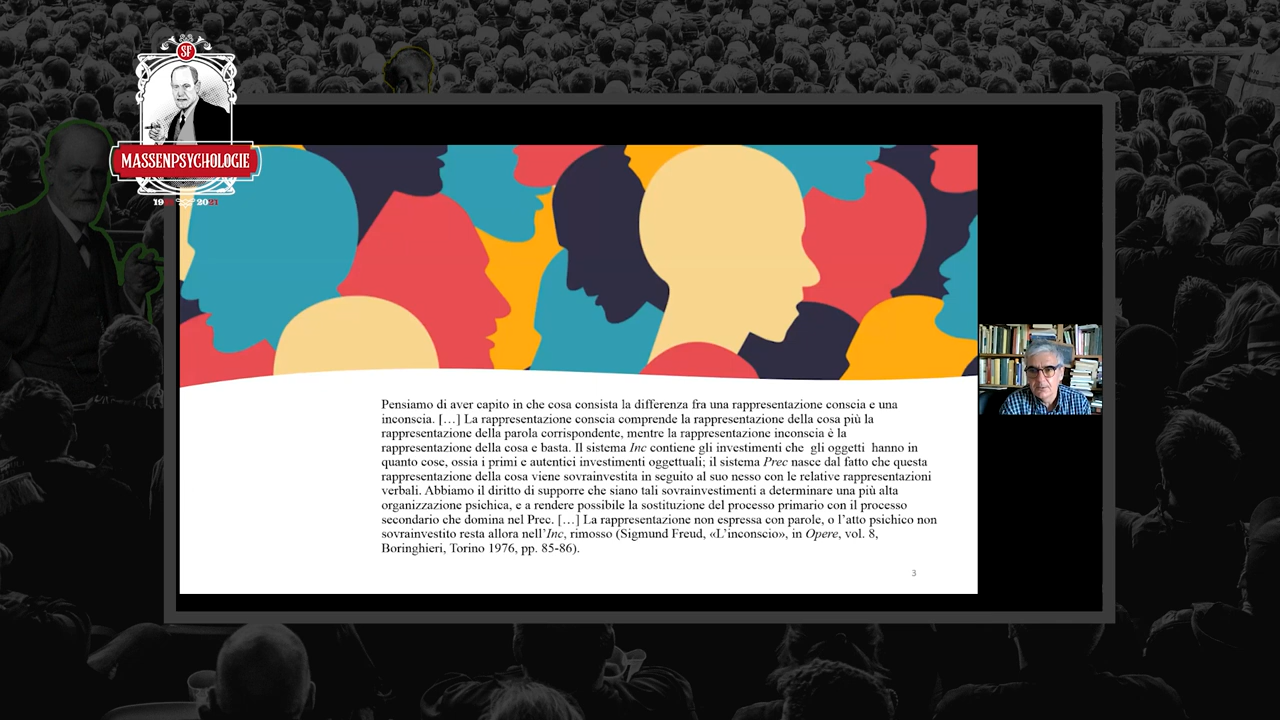 SF
MASSENPSYCHOLOGIE
1921 2021
Pensiamo di aver capito in che cosa consista la differenza fra una rappresentazione conscia e una
inconscia. […] La rappresentazione conscia comprende la rappresentazione della cosa più la
rappresentazione della parola corrispondente, mentre la rappresentazione inconscia è la
rappresentazione della cosa e basta. Il sistema Inc contiene gli investimenti che gli oggetti hanno in
quanto cose, ossia i primi e autentici investimenti oggettuali; il sistema Prec nasce dal fatto che questa
rappresentazione della cosa viene sovrainvestita in seguito al suo nesso con le relative rappresentazioni
verbali. Abbiamo il diritto di supporre che siano tali sovrainvestimenti a determinare una più alta
organizzazione psichica, e a rendere possibile la sostituzione del processo primario con il processo
secondario che domina nel Prec. […] La rappresentazione non espressa con parole, o l’atto psichico non
sovrainvestito resta allora nell’Inc, rimosso (Sigmund Freud, «L’inconscio», in Opere, vol. 8,
Boringhieri, Torino 1976, pp. 85-86).
3